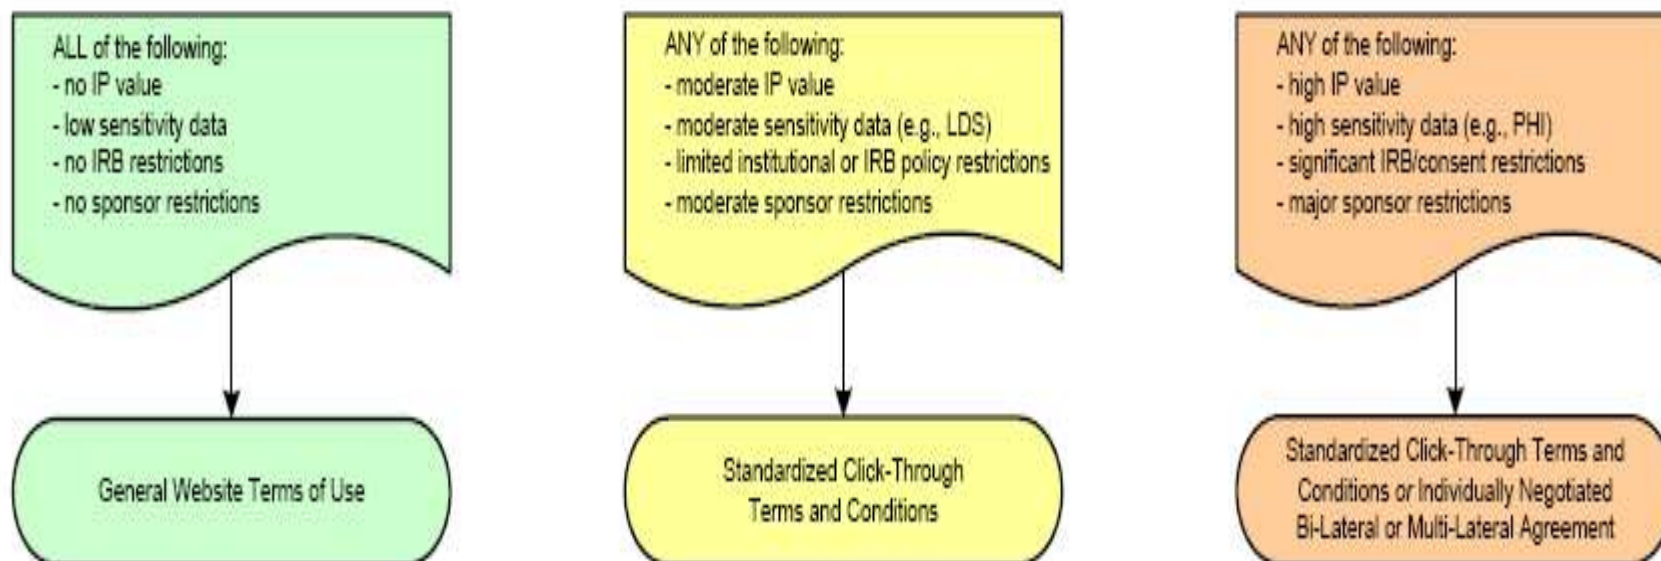 ALL of the following:
- no IP value
- low sensitivity data
- no IRB restrictions
- no sponsor restrictions
General Website Terms of Use
ANY of the following:
- moderate IP value
- moderate sensitivity data (e.g., LDS)
- limited institutional or IRB policy restrictions
- moderate sponsor restrictions
Standardized Click-Through
Terms and Conditions
ANY of the following:
- high IP value
- high sensitivity data (e.g., PHI)
- significant IRB/consent restrictions
- major sponsor restrictions
Standardized Click-Through Terms and
Conditions or Individually Negotiated
Bi-Lateral or Multi-Lateral Agreement